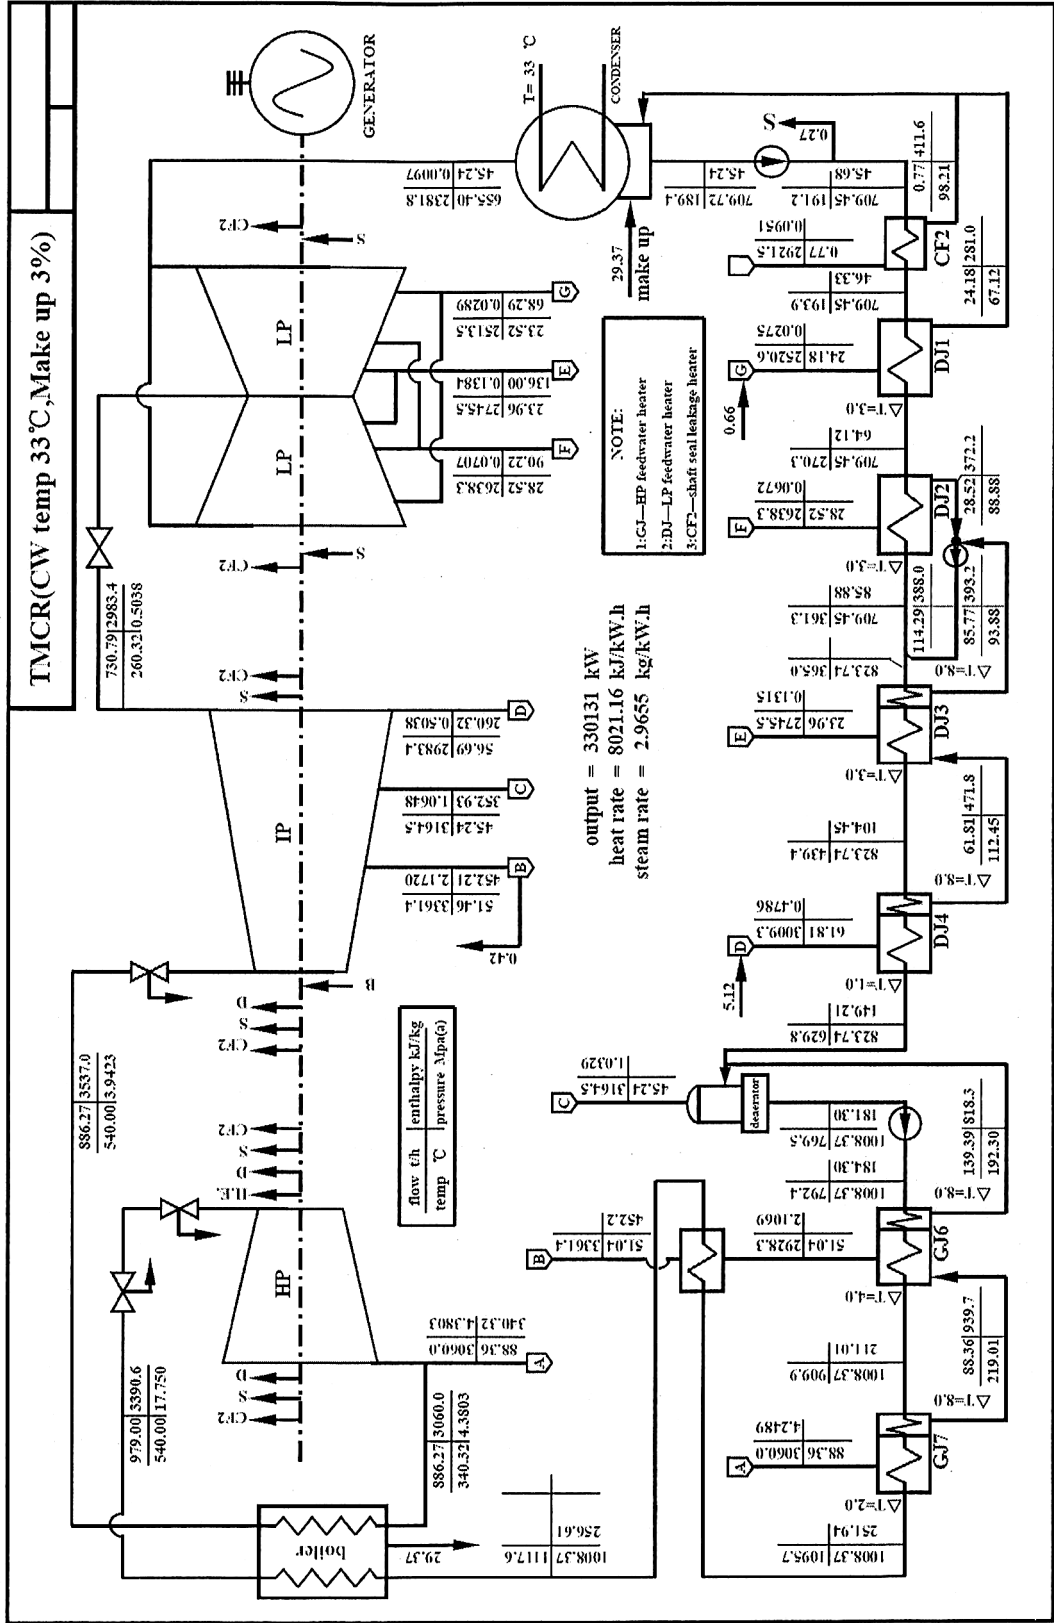 TMCR(CW temp 33℃,Make up 3%)
GENERATOR
T= 33 ℃
CONDENSER
979.00 3390.6
540.00 17.750
886.27 3537.0
540.00 3.9423
730.79 2983.4
260.32 0.5038
655.40 2381.8
45.24 0.0097
HP
IP
LP
LP
CF2
S
D
H.E.
D
S
CF2
CF2
S
D
B
S
CF2
CF2
S
CF2
S
boiler
29.37
886.27 3060.0
340.32 4.3803
88.36 3060.0
340.32 4.3803
A
51.46 3361.4
452.21 2.1720
B
0.42
45.24 3164.5
352.93 1.0648
C
56.69 2983.4
260.32 0.5038
D
28.52 2638.3
90.22 0.0707
F
23.96 2745.5
136.00 0.1384
E
23.52 2513.5
68.29 0.0289
G
flow t/h enthalpy kJ/kg
temp ℃ pressure Mpa(a)
output = 330131 kW
heat rate = 8021.16 kJ/kW.h
steam rate = 2.9655 kg/kW.h
NOTE:
1:GJ—HP feedwater heater
2:DJ—LP feedwater heater
3:CF2—shaft seal leakage heater
29.37
make up
709.72 189.4
45.24
S
0.27
709.45 191.2
45.68
1008.37 1117.6
256.61
B
51.04 3361.4
452.2
C
45.24 3164.5
1.0329
deaerator
D
5.12
61.81 3009.3
0.4786
E
23.96 2745.5
0.1315
F
28.52 2638.3
0.0672
G
0.66
24.18 2520.6
0.0275
0.77 2921.5
0.0951
A
88.36 3060.0
4.2489
51.04 2928.3
2.1069
1008.37 1095.7
251.94
△T=2.0
GJ7
△T=8.0
1008.37 909.9
211.01
88.36 939.7
219.01
△T=4.0
GJ6
△T=8.0
1008.37 792.4
184.30
1008.37 769.5
181.30
139.39 818.3
192.30
823.74 629.8
149.21
△T=1.0
DJ4
△T=8.0
823.74 439.4
104.45
61.81 471.8
112.45
△T=3.0
DJ3
△T=8.0
823.74 365.0
709.45 361.3
85.88
114.29 388.0
85.77 393.2
93.88
△T=3.0
DJ2
28.52 372.2
88.88
709.45 270.3
64.12
△T=3.0
DJ1
24.18 281.0
67.12
709.45 193.9
46.33
CF2
0.77 411.6
98.21